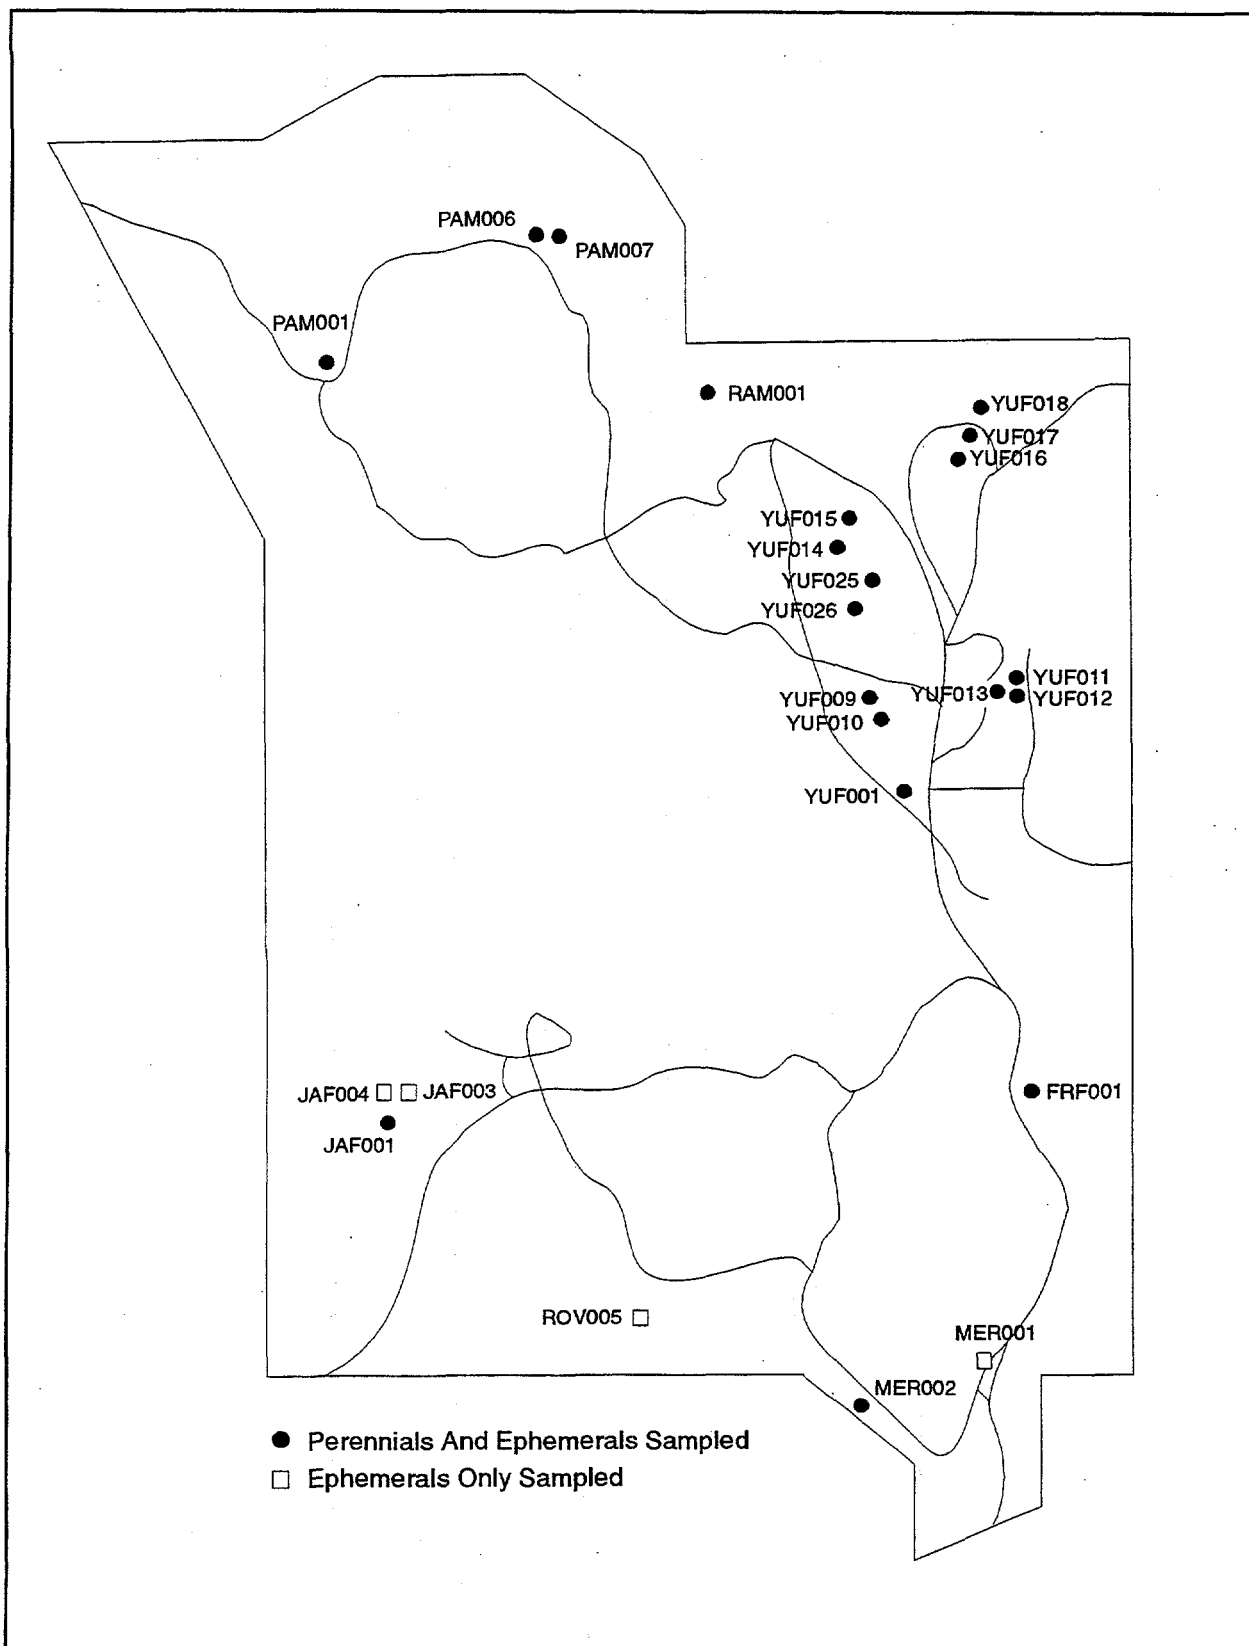 PAM006
PAM007
PAM001
RAM001
YUF018
YUF017
YUF016
YUF015
YUF014
YUF025
YUF026
YUF011
YUF013
YUF012
YUF009
YUF010
YUF001
JAF004
JAF003
FRF001
JAF001
ROV005
MER001
MER002
Perennials And Ephemerals Sampled
Ephemerals Only Sampled